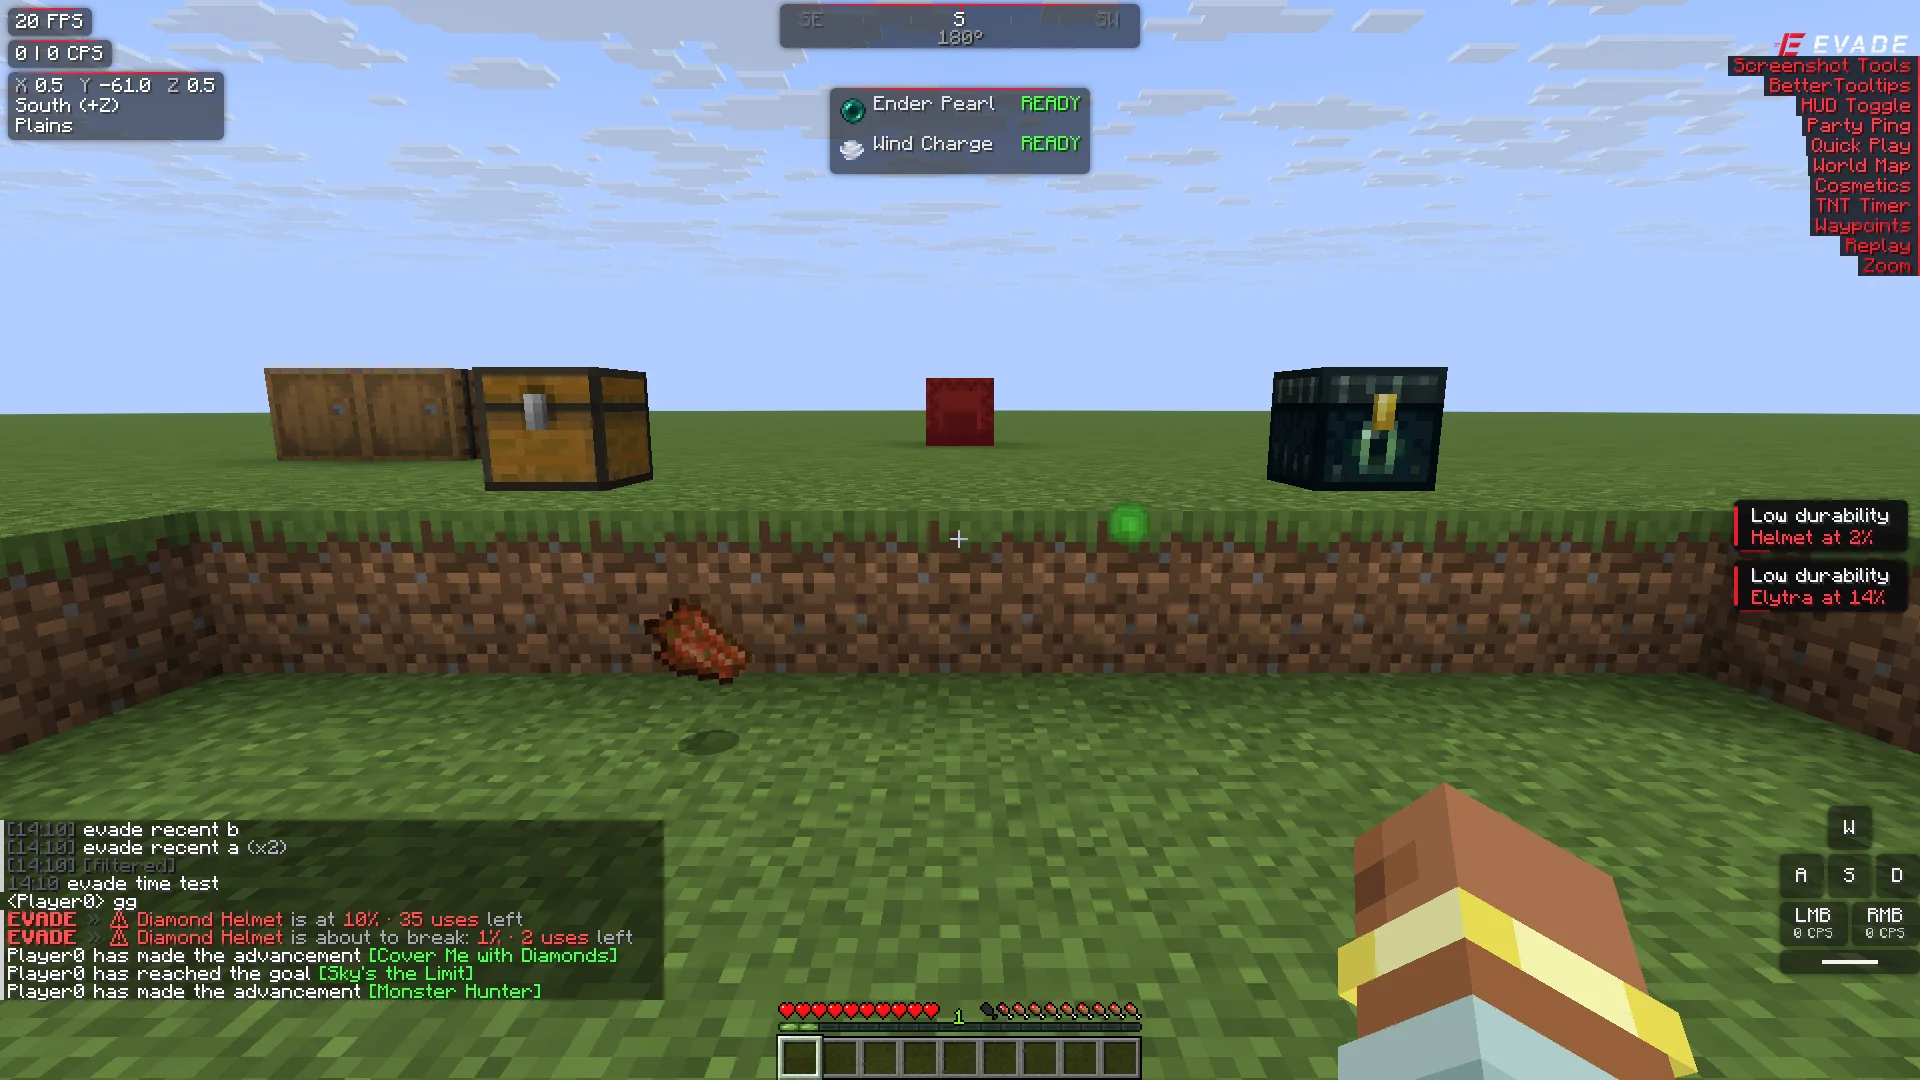 20 FPS
0 | 0 CPS
X 0.5 Y -61.0 Z 0.5
South (+Z)
Plains
SE S SW
180°
Ender Pearl READY
Wind Charge READY
EVADE
Screenshot Tools
BetterTooltips
HUD Toggle
Party Ping
Quick Play
World Map
Cosmetics
TNT Timer
Waypoints
Replay
Zoom
Low durability
Helmet at 2%
Low durability
Elytra at 14%
[14:10] evade recent b
[14:10] evade recent a (x2)
[14:10] [filtered]
14:10 evade time test
<Player0> gg
EVADE » ⚠ Diamond Helmet is at 10% · 35 uses left
EVADE » ⚠ Diamond Helmet is about to break: 1% · 2 uses left
Player0 has made the advancement [Cover Me with Diamonds]
Player0 has reached the goal [Sky's the Limit]
Player0 has made the advancement [Monster Hunter]
1
W
A S D
LMB RMB
0 CPS 0 CPS